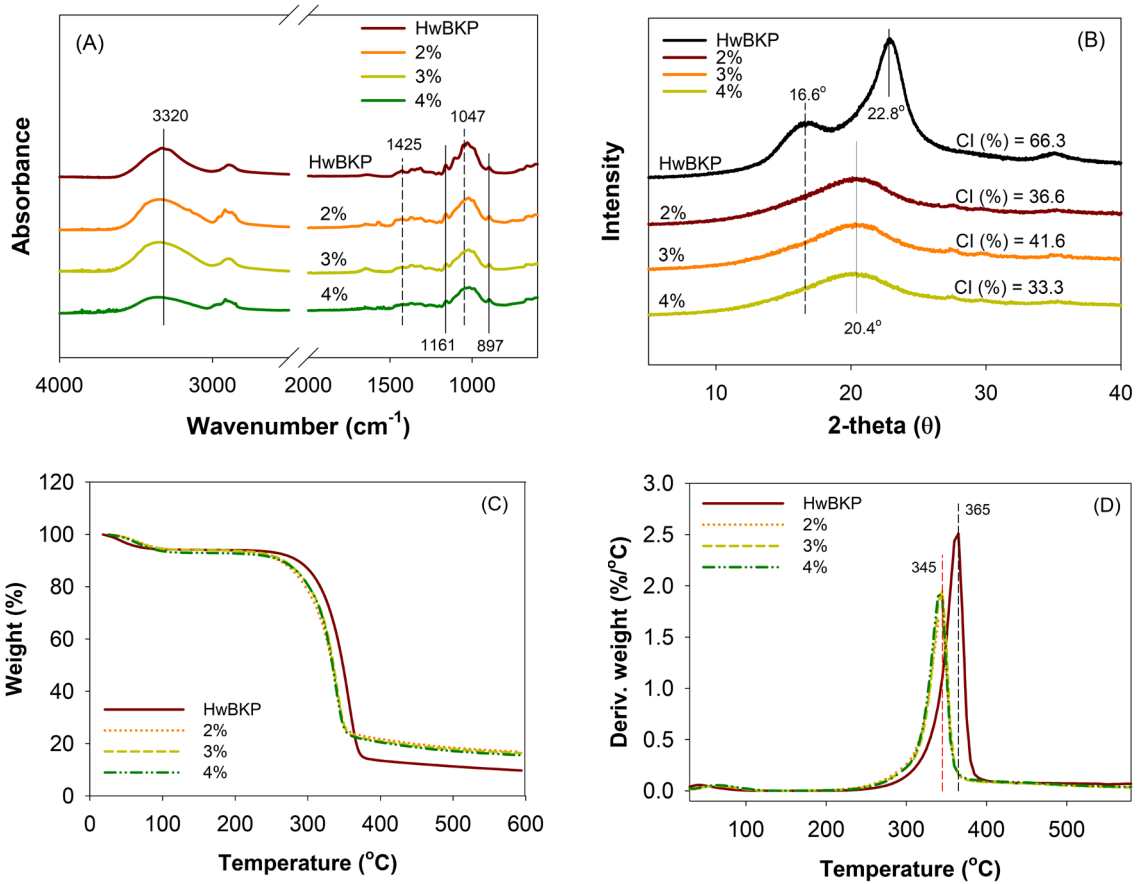 (A)
HwBKP
2%
3%
4%
3320
1425
1047
HwBKP
2%
3%
4%
1161
897
Absorbance
4000
3000
2000
1500
1000
Wavenumber (cm⁻¹)
(B)
HwBKP
2%
3%
4%
16.6°
22.8°
HwBKP
CI (%) = 66.3
2%
CI (%) = 36.6
3%
CI (%) = 41.6
4%
CI (%) = 33.3
20.4°
Intensity
10
20
30
40
2-theta (θ)
(C)
120
100
80
60
40
20
0
Weight (%)
HwBKP
2%
3%
4%
0
100
200
300
400
500
600
Temperature (°C)
(D)
3.0
2.5
2.0
1.5
1.0
0.5
0.0
Deriv. weight (%/°C)
HwBKP
2%
3%
4%
365
345
100
200
300
400
500
Temperature (°C)